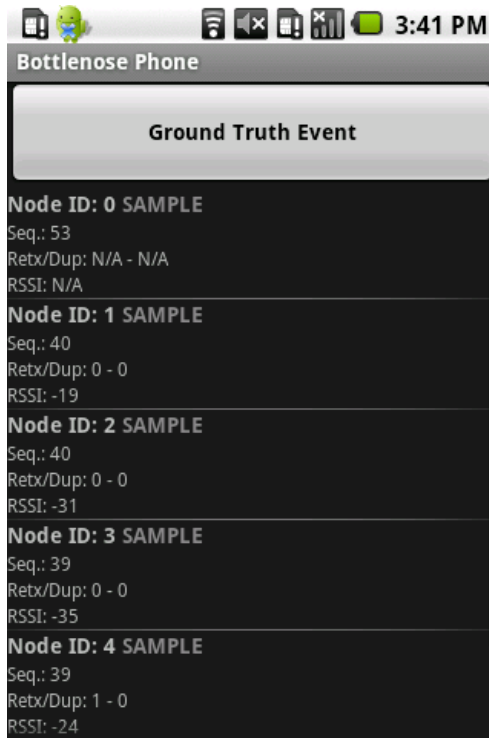 3:41 PM
Bottlenose Phone
Ground Truth Event
Node ID: 0 SAMPLE
Seq.: 53
Retx/Dup: N/A - N/A
RSSI: N/A
Node ID: 1 SAMPLE
Seq.: 40
Retx/Dup: 0 - 0
RSSI: -19
Node ID: 2 SAMPLE
Seq.: 40
Retx/Dup: 0 - 0
RSSI: -31
Node ID: 3 SAMPLE
Seq.: 39
Retx/Dup: 0 - 0
RSSI: -35
Node ID: 4 SAMPLE
Seq.: 39
Retx/Dup: 1 - 0
RSSI: -24